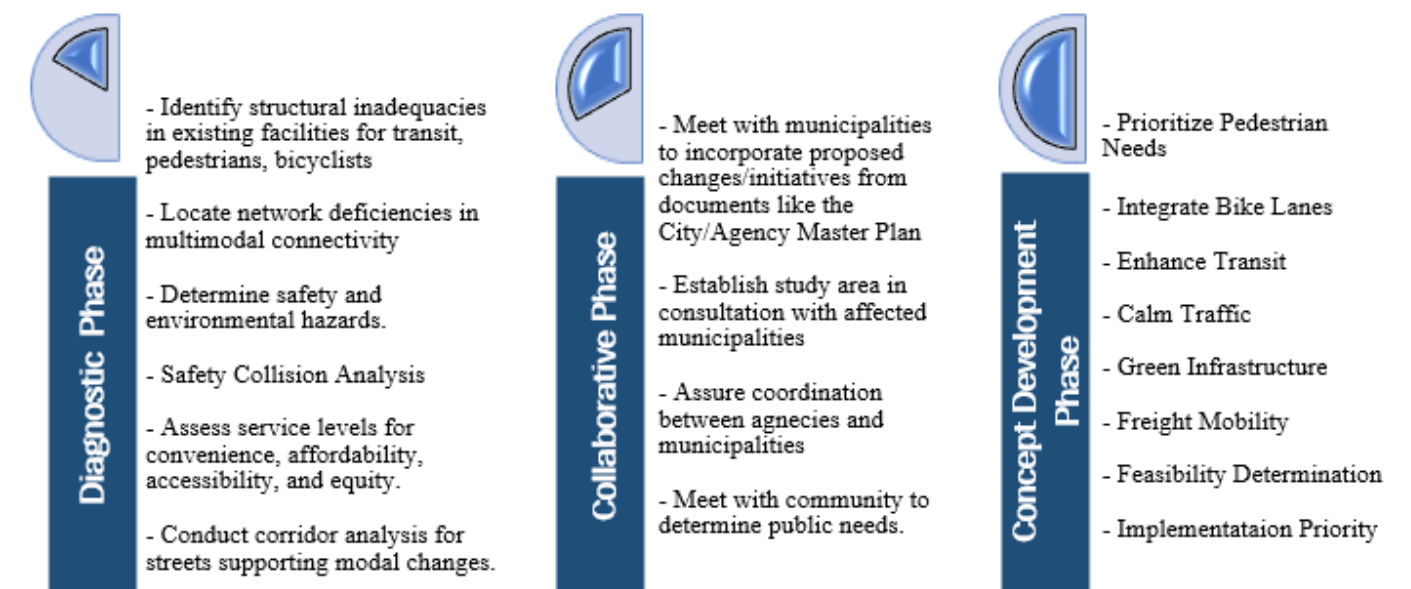 Diagnostic Phase
- Identify structural inadequacies
in existing facilities for transit,
pedestrians, bicyclists
- Locate network deficiencies in
multimodal connectivity
- Determine safety and
environmental hazards.
- Safety Collision Analysis
- Assess service levels for
convenience, affordability,
accessibility, and equity.
- Conduct corridor analysis for
streets supporting modal changes.
Collaborative Phase
- Meet with municipalities
to incorporate proposed
changes/initiatives from
documents like the
City/Agency Master Plan
- Establish study area in
consultation with affected
municipalities
- Assure coordination
between agnecies and
municipalities
- Meet with community to
determine public needs.
Concept Development
Phase
- Prioritize Pedestrian
Needs
- Integrate Bike Lanes
- Enhance Transit
- Calm Traffic
- Green Infrastructure
- Freight Mobility
- Feasibility Determination
- Implementataion Priority